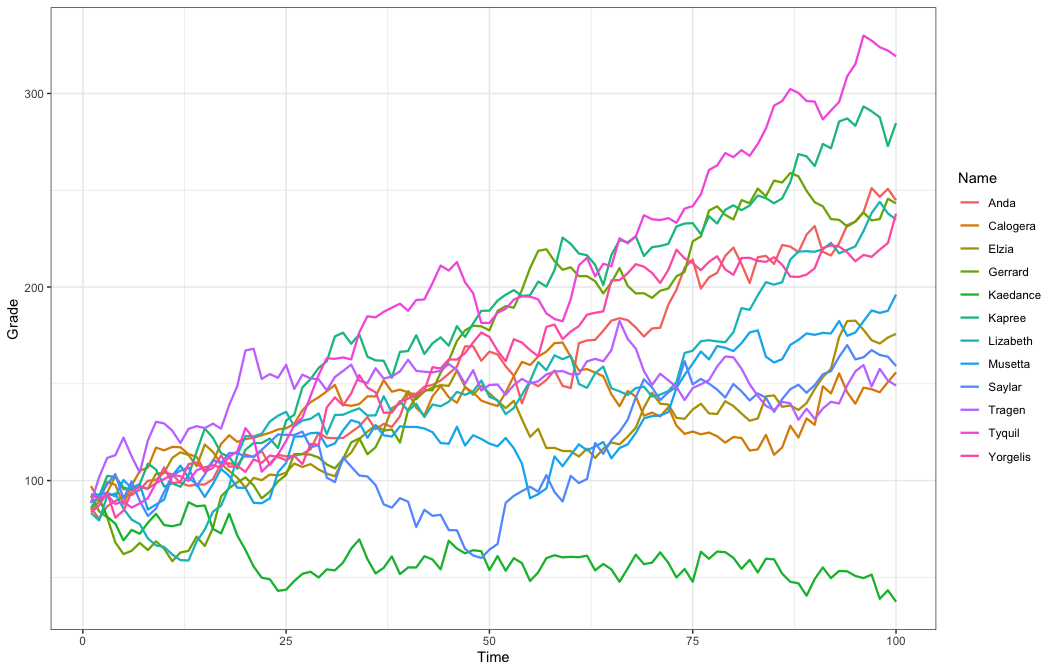 300
200
100
0
25
50
75
100
Time
Grade
Name
Anda
Calogera
Elzia
Gerrard
Kaedance
Kapree
Lizabeth
Musetta
Saylar
Tragen
Tyquil
Yorgelis